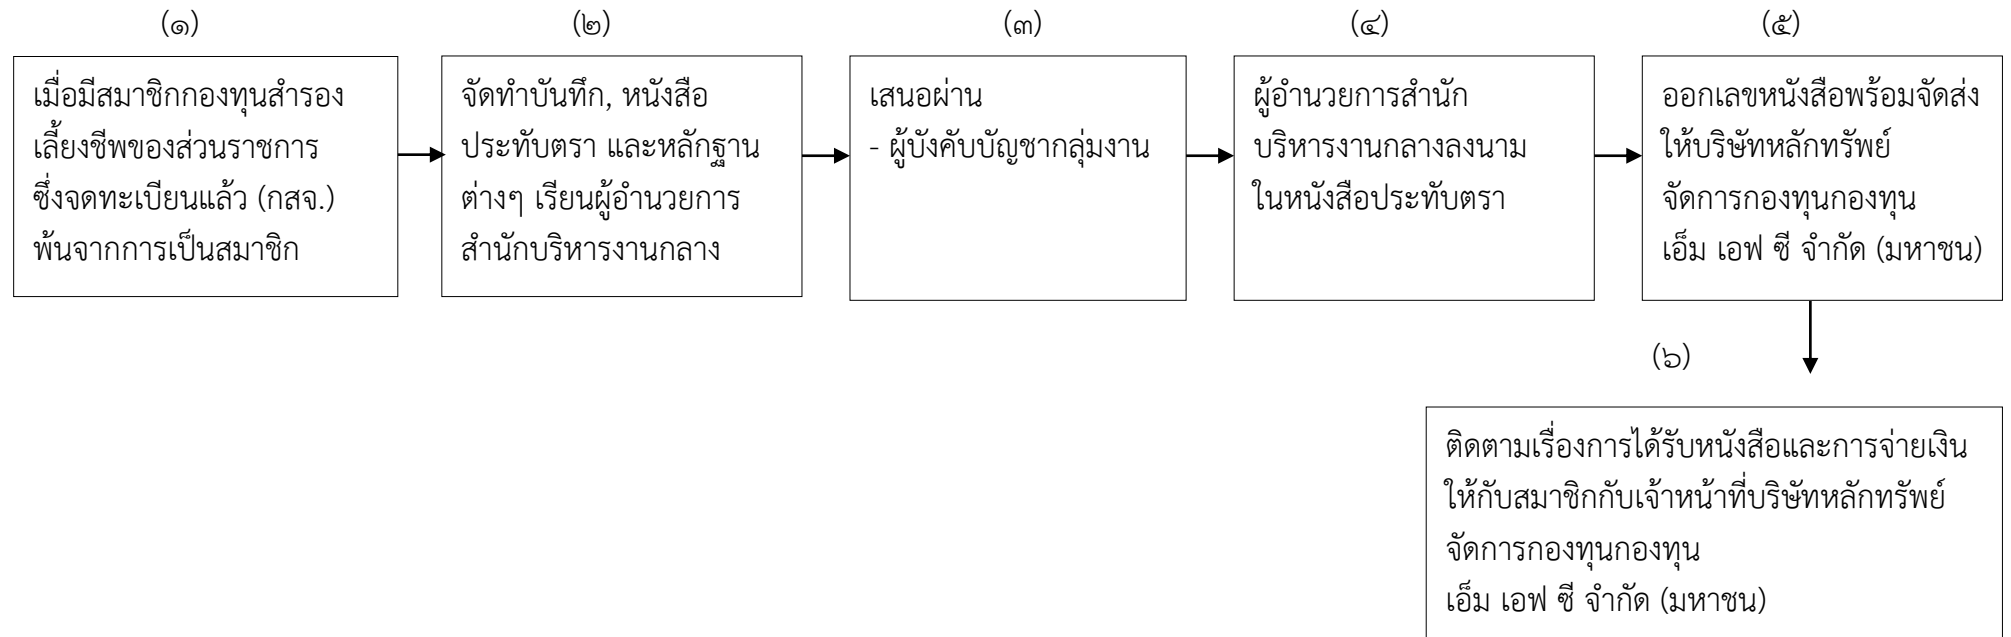 (๑)
เมื่อมีสมาชิกกองทุนสำรอง
เลี้ยงชีพของส่วนราชการ
ซึ่งจดทะเบียนแล้ว (กสจ.)
พ้นจากการเป็นสมาชิก
(๒)
จัดทำบันทึก, หนังสือ
ประทับตรา และหลักฐาน
ต่างๆ เรียนผู้อำนวยการ
สำนักบริหารงานกลาง
(๓)
เสนอผ่าน
- ผู้บังคับบัญชากลุ่มงาน
(๔)
ผู้อำนวยการสำนัก
บริหารงานกลางลงนาม
ในหนังสือประทับตรา
(๕)
ออกเลขหนังสือพร้อมจัดส่ง
ให้บริษัทหลักทรัพย์
จัดการกองทุนกองทุน
เอ็ม เอฟ ซี จำกัด (มหาชน)
(๖)
ติดตามเรื่องการได้รับหนังสือและการจ่ายเงิน
ให้กับสมาชิกกับเจ้าหน้าที่บริษัทหลักทรัพย์
จัดการกองทุนกองทุน
เอ็ม เอฟ ซี จำกัด (มหาชน)